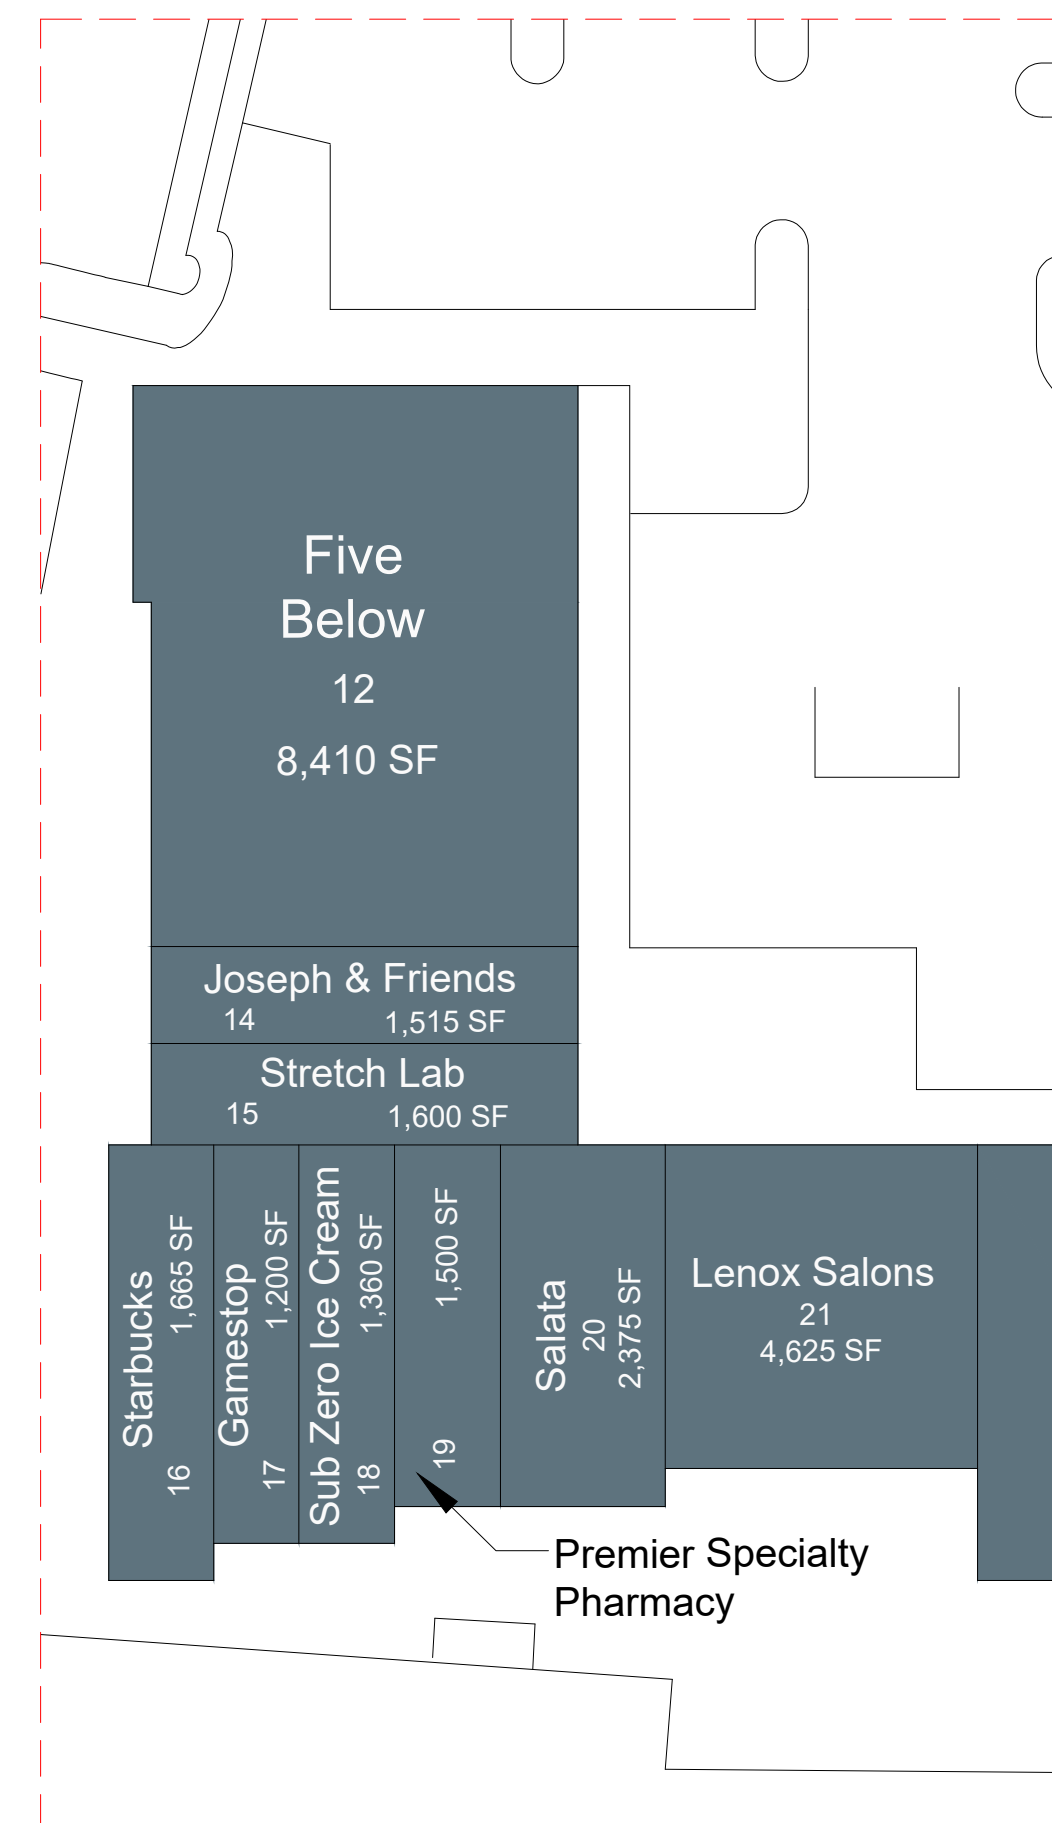 Five
Below
12
8,410 SF
Joseph & Friends
14 1,515 SF
Stretch Lab
15 1,600 SF
Starbucks
16 1,665 SF
Gamestop
17 1,200 SF
Sub Zero Ice Cream
18 1,360 SF
19 1,500 SF
Salata
20
2,375 SF
Lenox Salons
21
4,625 SF
Premier Specialty
Pharmacy